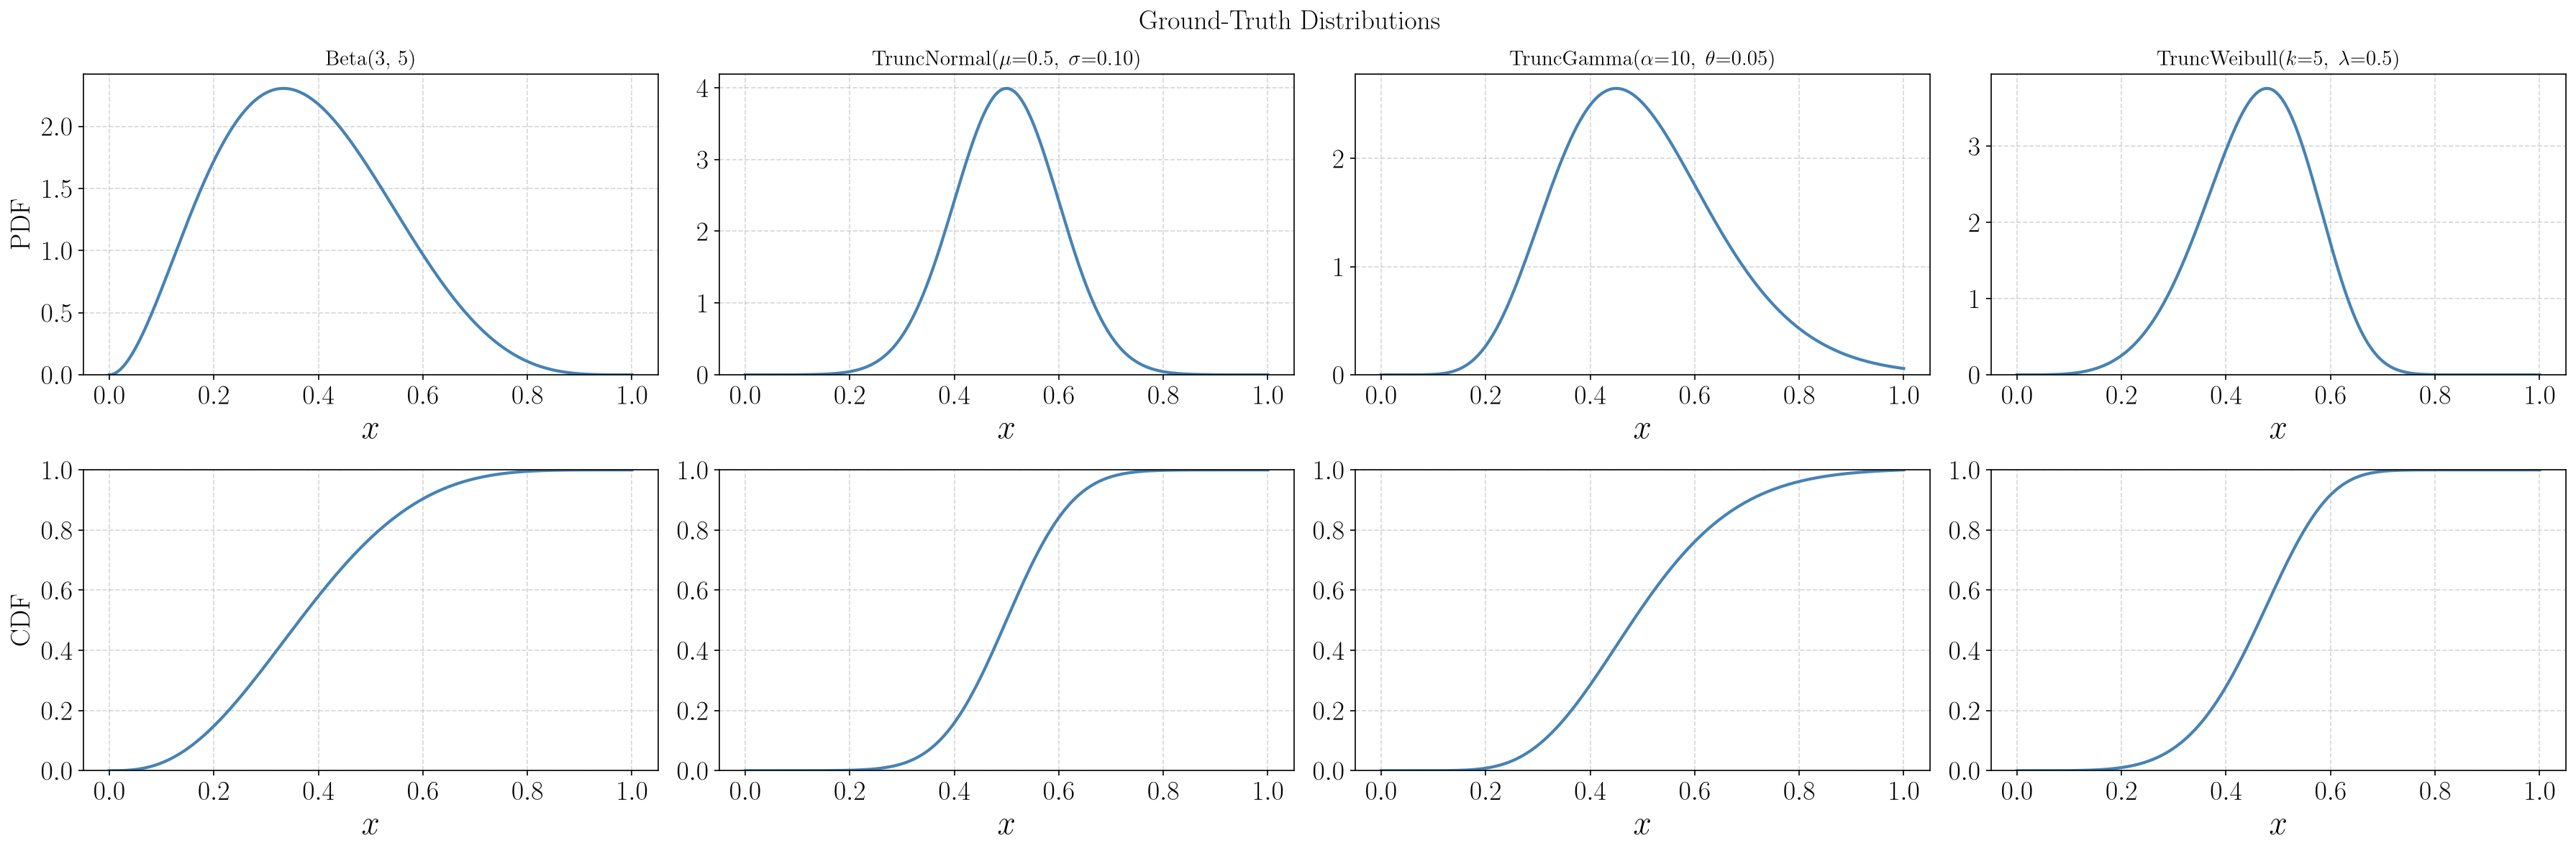 Ground-Truth Distributions
Beta(3, 5)
TruncNormal(μ=0.5, σ=0.10)
TruncGamma(α=10, θ=0.05)
TruncWeibull(k=5, λ=0.5)
PDF
2.0
1.5
1.0
0.5
0.0
0.0 0.2 0.4 0.6 0.8 1.0
x
4
3
2
1
0
0.0 0.2 0.4 0.6 0.8 1.0
x
2
1
0
0.0 0.2 0.4 0.6 0.8 1.0
x
3
2
1
0
0.0 0.2 0.4 0.6 0.8 1.0
x
CDF
1.0
0.8
0.6
0.4
0.2
0.0
0.0 0.2 0.4 0.6 0.8 1.0
x
1.0
0.8
0.6
0.4
0.2
0.0
0.0 0.2 0.4 0.6 0.8 1.0
x
1.0
0.8
0.6
0.4
0.2
0.0
0.0 0.2 0.4 0.6 0.8 1.0
x
1.0
0.8
0.6
0.4
0.2
0.0
0.0 0.2 0.4 0.6 0.8 1.0
x